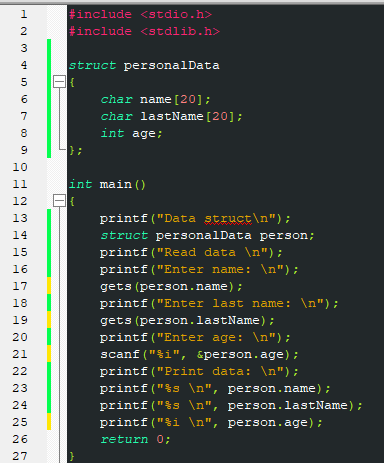 1 #include <stdio.h>
2 #include <stdlib.h>
3
4 struct personalData
5 {
6 char name[20];
7 char lastName[20];
8 int age;
9 };
10
11 int main()
12 {
13 printf("Data struct\n");
14 struct personalData person;
15 printf("Read data \n");
16 printf("Enter name: \n");
17 gets(person.name);
18 printf("Enter last name: \n");
19 gets(person.lastName);
20 printf("Enter age: \n");
21 scanf("%i", &person.age);
22 printf("Print data: \n");
23 printf("%s \n", person.name);
24 printf("%s \n", person.lastName);
25 printf("%i \n", person.age);
26 return 0;
27 }